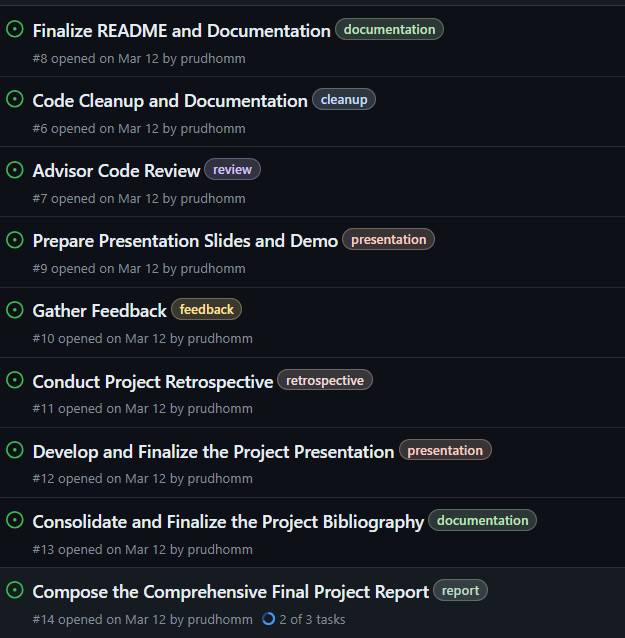 Finalize README and Documentation documentation
#8 opened on Mar 12 by prudhomm
Code Cleanup and Documentation cleanup
#6 opened on Mar 12 by prudhomm
Advisor Code Review review
#7 opened on Mar 12 by prudhomm
Prepare Presentation Slides and Demo presentation
#9 opened on Mar 12 by prudhomm
Gather Feedback feedback
#10 opened on Mar 12 by prudhomm
Conduct Project Retrospective retrospective
#11 opened on Mar 12 by prudhomm
Develop and Finalize the Project Presentation presentation
#12 opened on Mar 12 by prudhomm
Consolidate and Finalize the Project Bibliography documentation
#13 opened on Mar 12 by prudhomm
Compose the Comprehensive Final Project Report report
#14 opened on Mar 12 by prudhomm 2 of 3 tasks